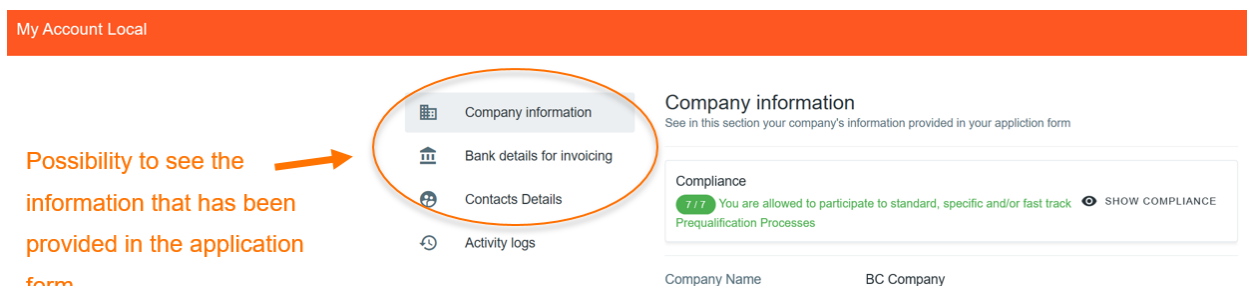 My Account Local
Possibility to see the
information that has been
provided in the application
form
Company information
Bank details for invoicing
Contacts Details
Activity logs
Company information
See in this section your company's information provided in your appliction form
Compliance
7 / 7 You are allowed to participate to standard, specific and/or fast track
Prequalification Processes
SHOW COMPLIANCE
Company Name BC Company